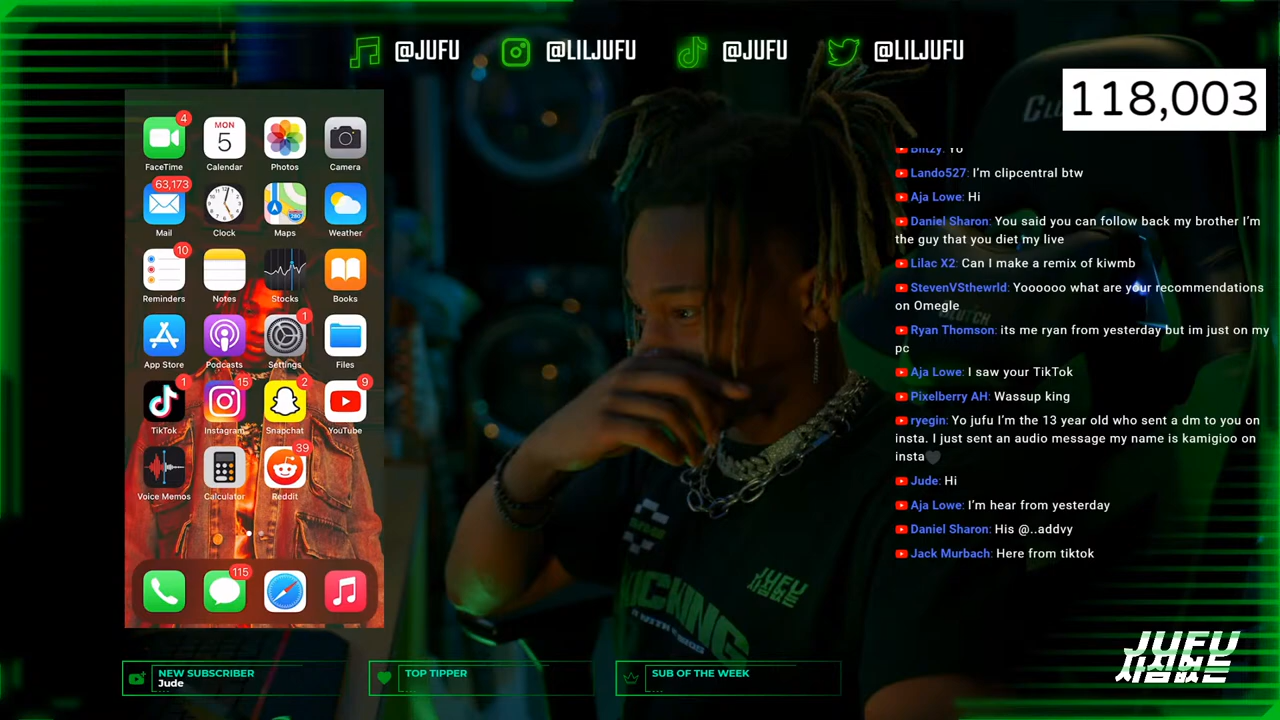 @JUFU
@LILJUFU
@JUFU
@LILJUFU
118,003
4
MON
5
FaceTime
Calendar
Photos
Camera
63,173
280
Mail
Clock
Maps
Weather
10
Reminders
Notes
Stocks
Books
1
App Store
Podcasts
Settings
Files
1
15
2
9
TikTok
Instagram
Snapchat
YouTube
39
Voice Memos
Calculator
Reddit
115
Blitzy: Yo
Lando527: I'm clipcentral btw
Aja Lowe: Hi
Daniel Sharon: You said you can follow back my brother I'm
the guy that you diet my live
Lilac X2: Can I make a remix of kiwmb
StevenVSthewrld: Yoooooo what are your recommendations
on Omegle
Ryan Thomson: its me ryan from yesterday but im just on my
pc
Aja Lowe: I saw your TikTok
Pixelberry AH: Wassup king
ryegin: Yo jufu I'm the 13 year old who sent a dm to you on
insta. I just sent an audio message my name is kamigioo on
insta🖤
Jude: Hi
Aja Lowe: I'm hear from yesterday
Daniel Sharon: His @..addvy
Jack Murbach: Here from tiktok
JUFU
NEW SUBSCRIBER
Jude
TOP TIPPER
SUB OF THE WEEK
JUFU
사심없는